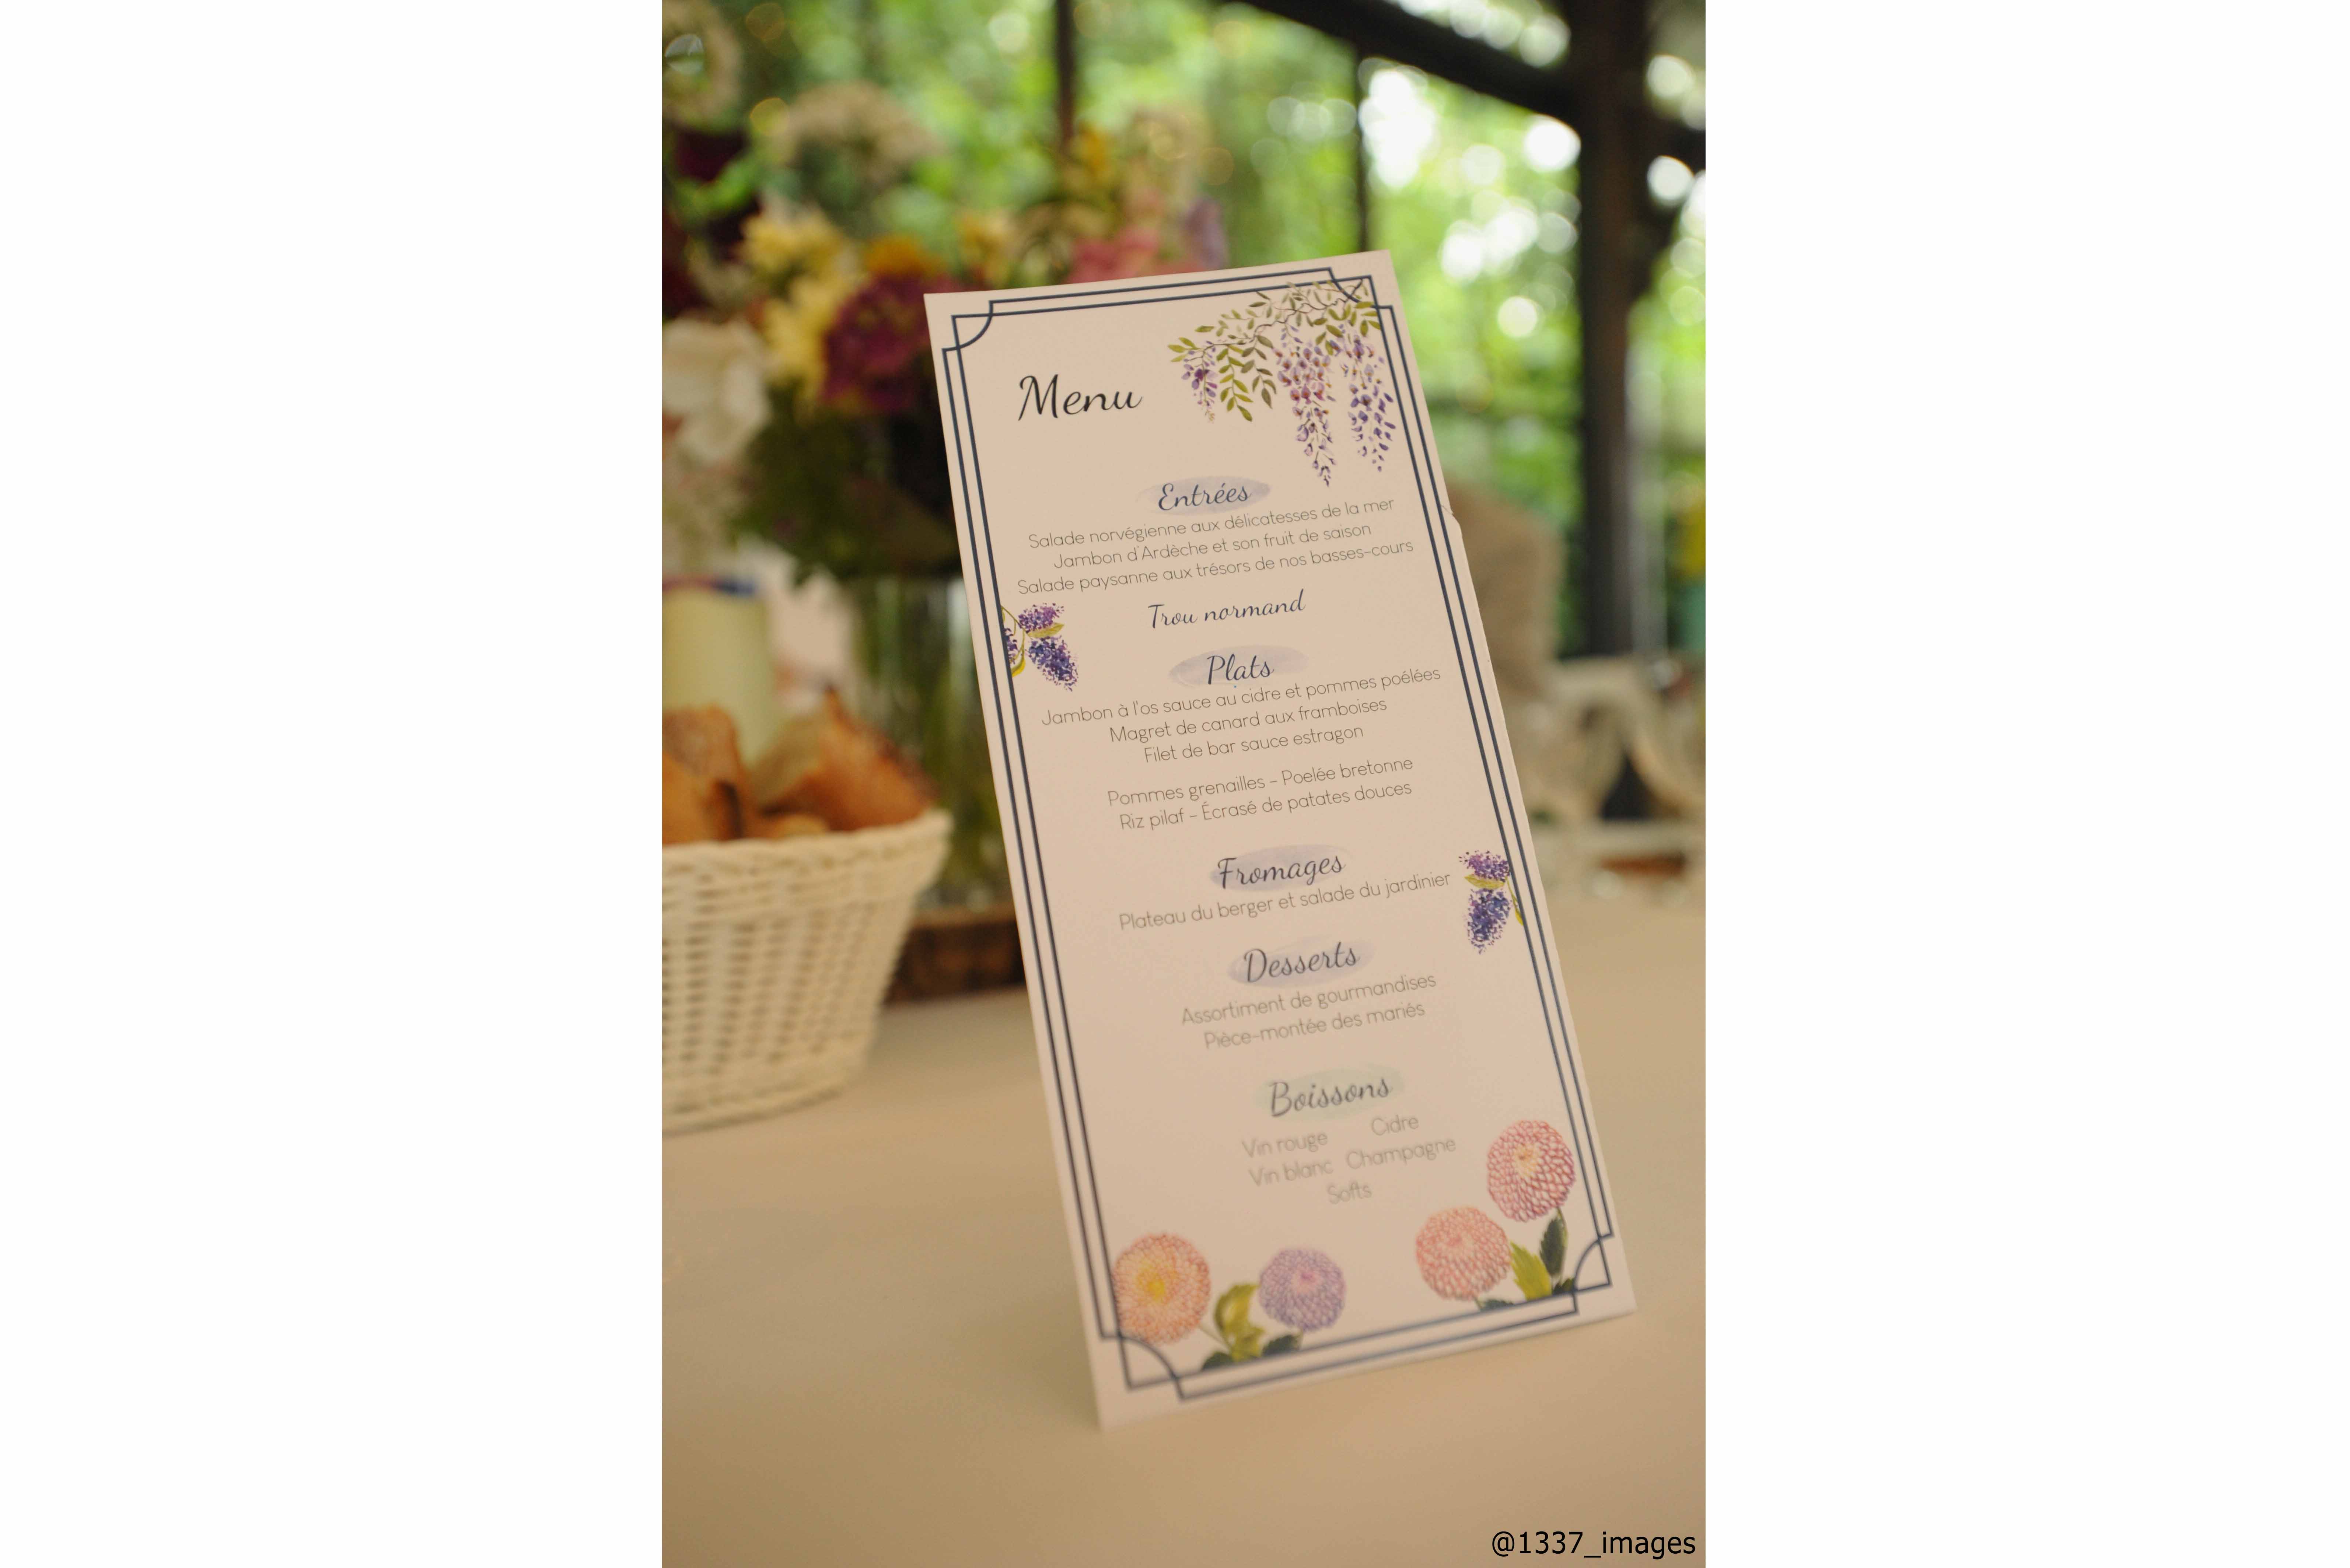 Menu
Entrées
Salade norvégienne aux délicatesses de la mer
Jambon d'Ardèche et son fruit de saison
Salade paysanne aux trésors de nos basses-cours
Trou normand
Plats
Jambon à l'os sauce au cidre et pommes poélées
Magret de canard aux framboises
Filet de bar sauce estragon
Pommes grenailles - Poelée bretonne
Riz pilaf - Écrasé de patates douces
Fromages
Plateau du berger et salade du jardinier
Desserts
Assortiment de gourmandises
Pièce-montée des mariés
Boissons
Vin rouge Cidre
Vin blanc Champagne
Softs
@1337_images